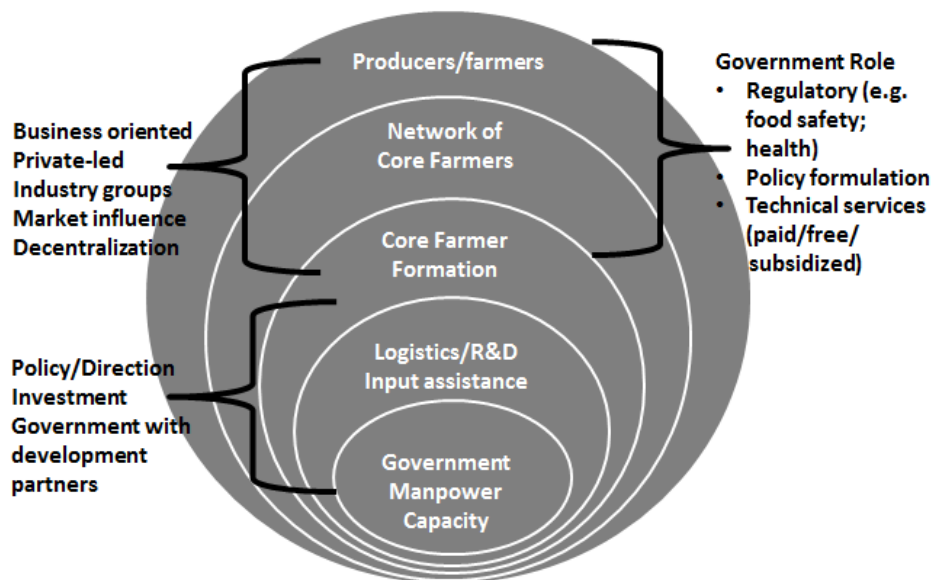 Producers/farmers
Network of
Core Farmers
Core Farmer
Formation
Logistics/R&D
Input assistance
Government
Manpower
Capacity
Business oriented
Private-led
Industry groups
Market influence
Decentralization
Policy/Direction
Investment
Government with
development
partners
Government Role
• Regulatory (e.g.
food safety;
health)
• Policy formulation
• Technical services
(paid/free/
subsidized)